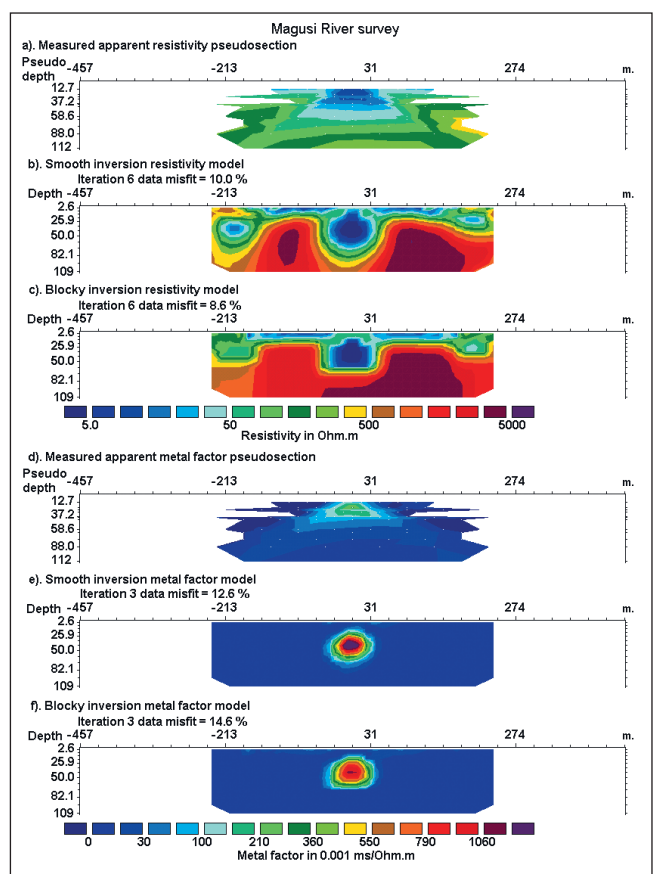 Magusi River survey
a). Measured apparent resistivity pseudosection
Pseudo depth -457 -213 31 274 m.
12.7
37.2
58.6
88.0
112
b). Smooth inversion resistivity model
Iteration 6 data misfit = 10.0 %
Depth -457 -213 31 274 m.
2.6
25.9
50.0
82.1
109
c). Blocky inversion resistivity model
Iteration 6 data misfit = 8.6 %
Depth -457 -213 31 274 m.
2.6
25.9
50.0
82.1
109
5.0 50 500 5000
Resistivity in Ohm.m
d). Measured apparent metal factor pseudosection
Pseudo depth -457 -213 31 274 m.
12.7
37.2
58.6
88.0
112
e). Smooth inversion metal factor model
Iteration 3 data misfit = 12.6 %
Depth -457 -213 31 274 m.
2.6
25.9
50.0
82.1
109
f). Blocky inversion metal factor model
Iteration 3 data misfit = 14.6 %
Depth -457 -213 31 274 m.
2.6
25.9
50.0
82.1
109
0 30 100 210 360 550 790 1060
Metal factor in 0.001 ms/Ohm.m